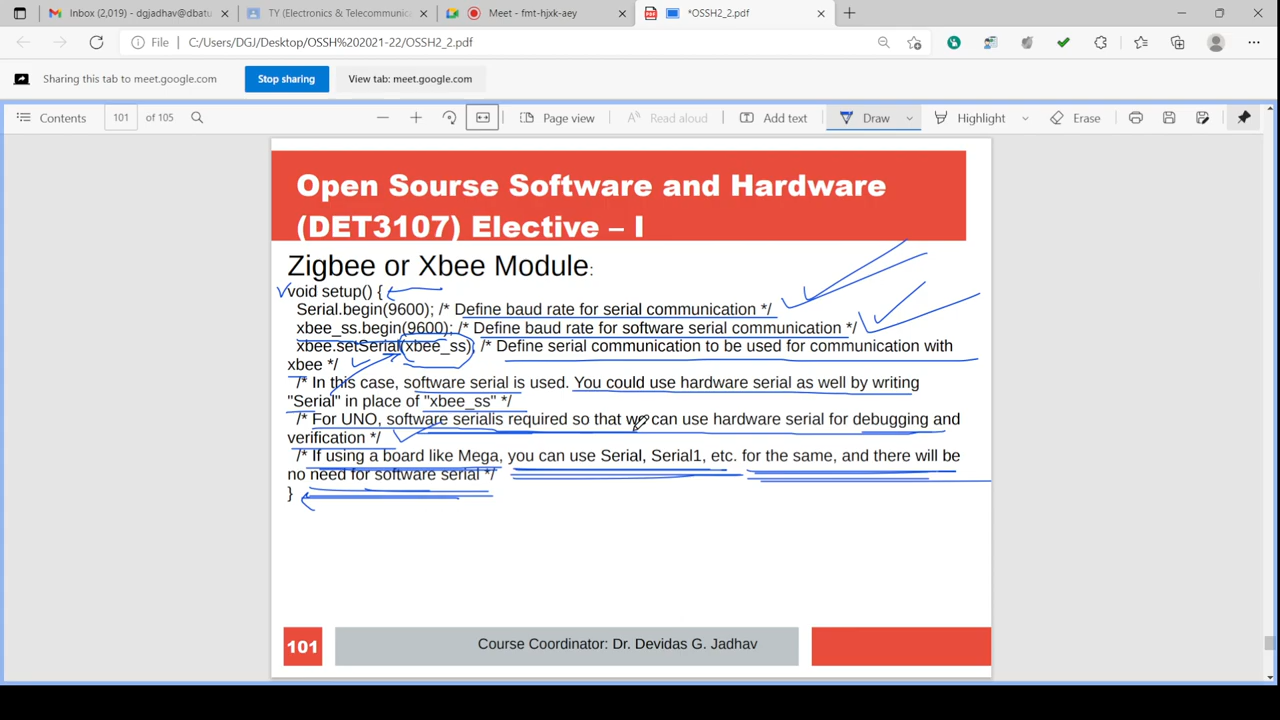 Inbox (2,019) - dgjadhav@dbatu
TY (Electronics & Telecommunica
Meet - fmt-hjxk-aey
PDF
*OSSH2_2.pdf
File
C:/Users/DGJ/Desktop/OSSH%202021-22/OSSH2_2.pdf
Sharing this tab to meet.google.com
Stop sharing
View tab: meet.google.com
Contents
101
of 105
Page view
Read aloud
Add text
Draw
Highlight
Erase
Open Sourse Software and Hardware
(DET3107) Elective – I
Zigbee or Xbee Module:
void setup() {
Serial.begin(9600); /* Define baud rate for serial communication */
xbee_ss.begin(9600); /* Define baud rate for software serial communication */
xbee.setSerial(xbee_ss); /* Define serial communication to be used for communication with
xbee */
/* In this case, software serial is used. You could use hardware serial as well by writing
"Serial" in place of "xbee_ss" */
/* For UNO, software serialis required so that we can use hardware serial for debugging and
verification */
/* If using a board like Mega, you can use Serial, Serial1, etc. for the same, and there will be
no need for software serial */
}
101
Course Coordinator: Dr. Devidas G. Jadhav